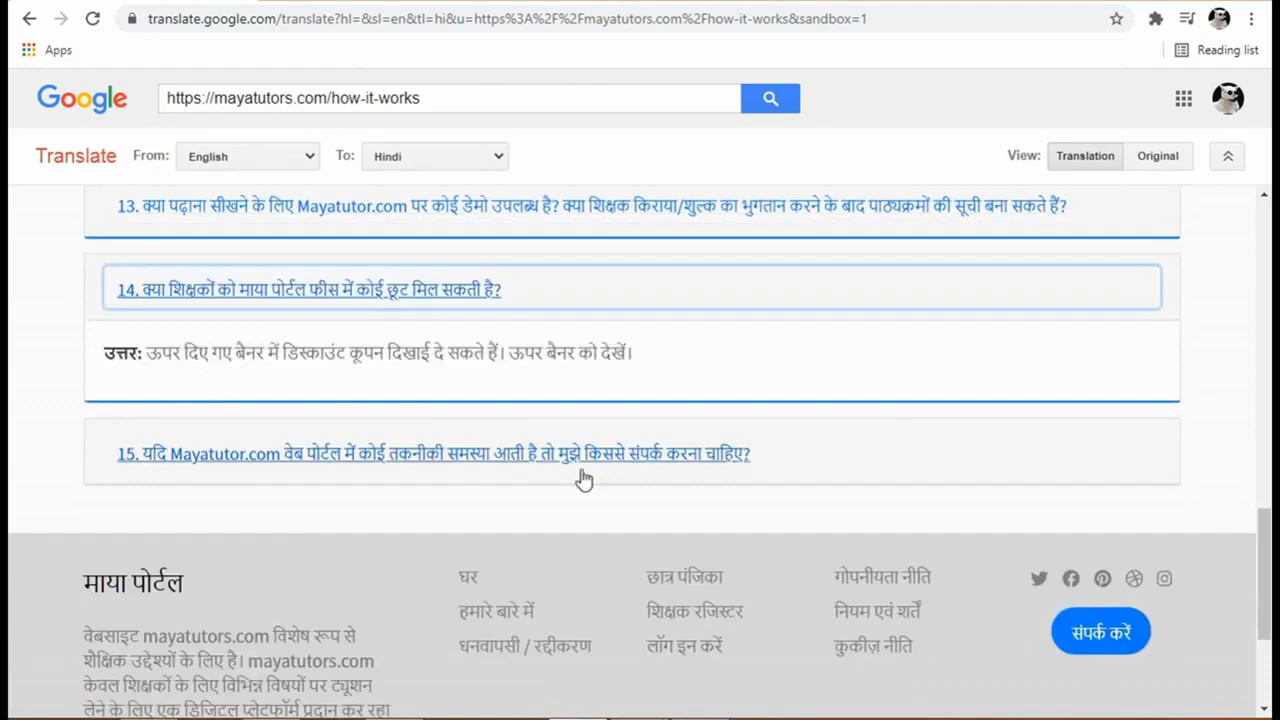 translate.google.com/translate?hl=&sl=en&tl=hi&u=https%3A%2F%2Fmayatutors.com%2Fhow-it-works&sandbox=1
Apps
Reading list
Google
https://mayatutors.com/how-it-works
Translate
From:
English
To:
Hindi
View:
Translation
Original
13. क्या पढ़ाना सीखने के लिए Mayatutor.com पर कोई डेमो उपलब्ध है? क्या शिक्षक किराया/शुल्क का भुगतान करने के बाद पाठ्यक्रमों की सूची बना सकते हैं?
14. क्या शिक्षकों को माया पोर्टल फीस में कोई छूट मिल सकती है?
उत्तर: ऊपर दिए गए बैनर में डिस्काउंट कूपन दिखाई दे सकते हैं। ऊपर बैनर को देखें।
15. यदि Mayatutor.com वेब पोर्टल में कोई तकनीकी समस्या आती है तो मुझे किससे संपर्क करना चाहिए?
माया पोर्टल
वेबसाइट mayatutors.com विशेष रूप से
शैक्षिक उद्देश्यों के लिए है। mayatutors.com
केवल शिक्षकों के लिए विभिन्न विषयों पर ट्यूशन
लेने के लिए एक डिजिटल प्लेटफॉर्म प्रदान कर रहा
घर
हमारे बारे में
धनवापसी / रद्दीकरण
छात्र पंजिका
शिक्षक रजिस्टर
लॉग इन करें
गोपनीयता नीति
नियम एवं शर्तें
कुकीज़ नीति
संपर्क करें